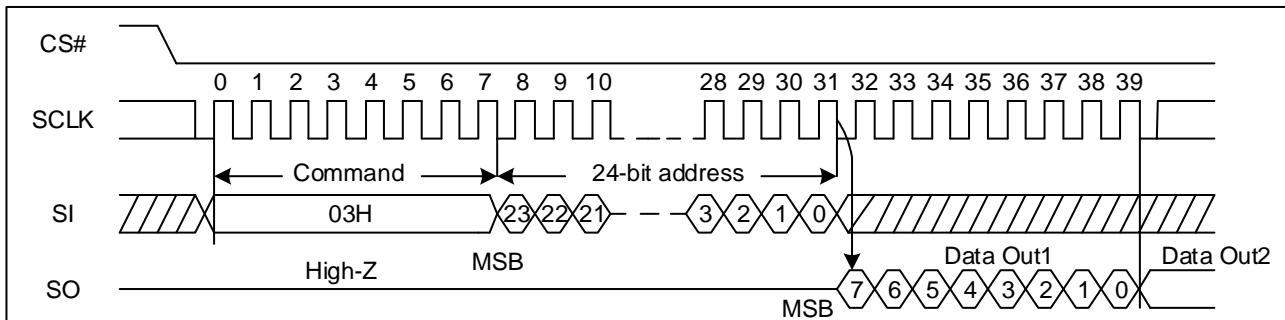 CS#
0 1 2 3 4 5 6 7 8 9 10 28 29 30 31 32 33 34 35 36 37 38 39
SCLK
Command 24-bit address
SI 03H 23 22 21 3 2 1 0
High-Z MSB Data Out1 Data Out2
SO MSB 7 6 5 4 3 2 1 0